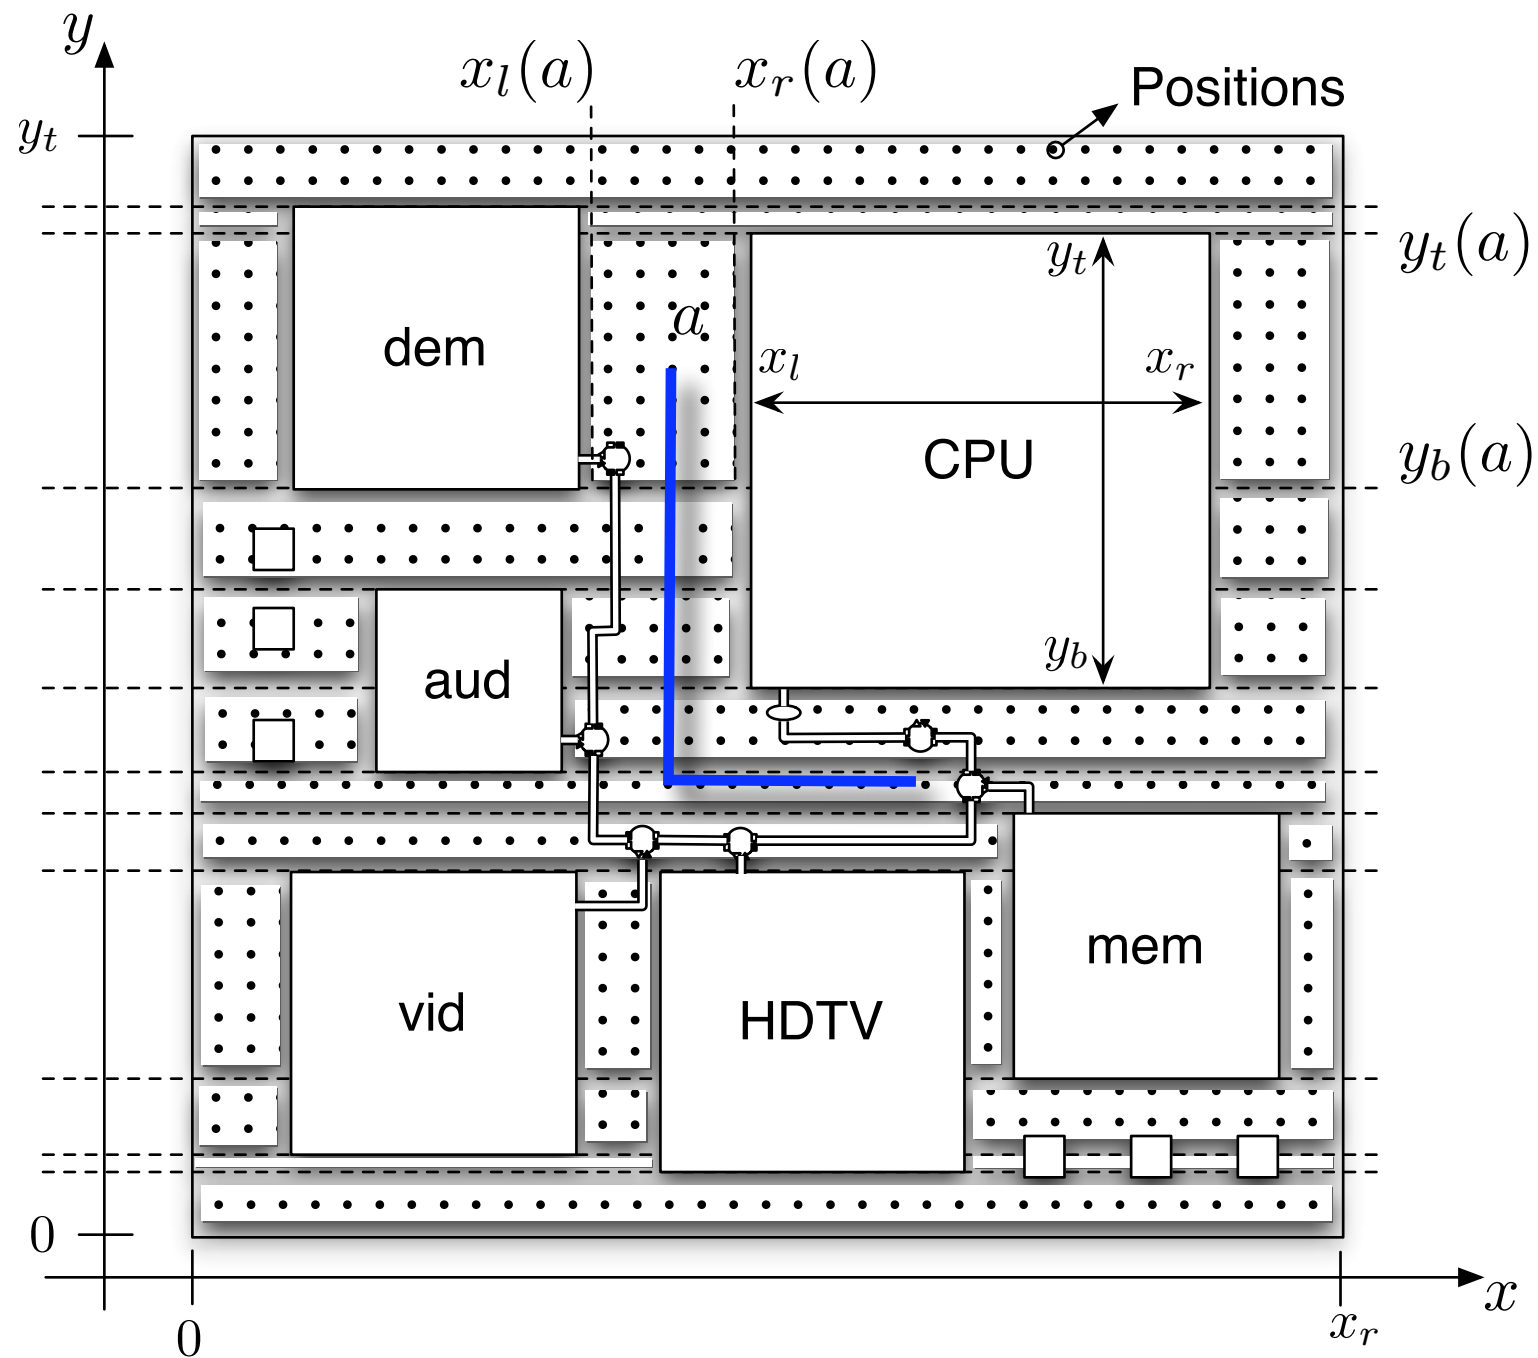 y
x_l(a) x_r(a)
Positions
y_t
y_t(a)
y_t
a
dem
x_l x_r
CPU
y_b(a)
y_b
aud
mem
vid HDTV
0
x
0 x_r